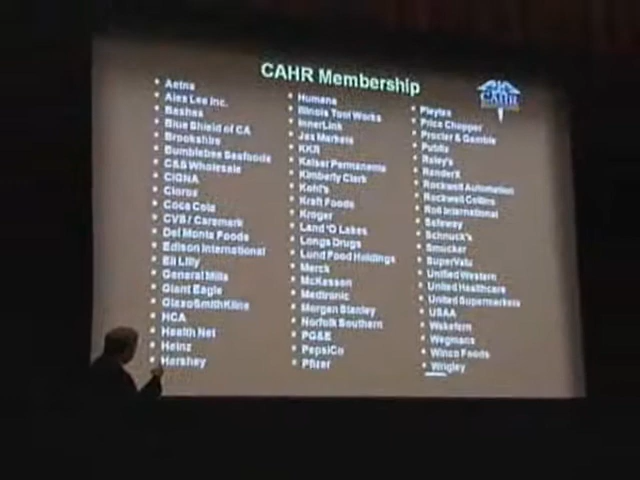 CAHR Membership
CAHR
Aetna
Alex Lee Inc.
Bashas
Blue Shield of CA
Brookshire
Bumblebee Seafoods
C&S Wholesale
CIGNA
Clorox
Coca Cola
CVS / Caremark
Del Monte Foods
Edison International
Eli Lilly
General Mills
Giant Eagle
GlaxoSmithKline
HCA
Health Net
Heinz
Hershey
Humana
Illinois Tool Works
InnerLink
Jax Markets
KKR
Kaiser Permanente
Kimberly Clark
Kohl's
Kraft Foods
Kroger
Land 'O Lakes
Longs Drugs
Lund Food Holdings
Merck
McKesson
Medtronic
Morgan Stanley
Norfolk Southern
PG&E
PepsiCo
Pfizer
Playtex
Price Chopper
Procter & Gamble
Publix
Raley's
RenderX
Rockwell Automation
Rockwell Collins
Roll International
Safeway
Schnuck's
Smucker
SuperValu
Unified Western
United Healthcare
United Supermarkets
USAA
Wakefern
Wegmans
Winco Foods
Wrigley